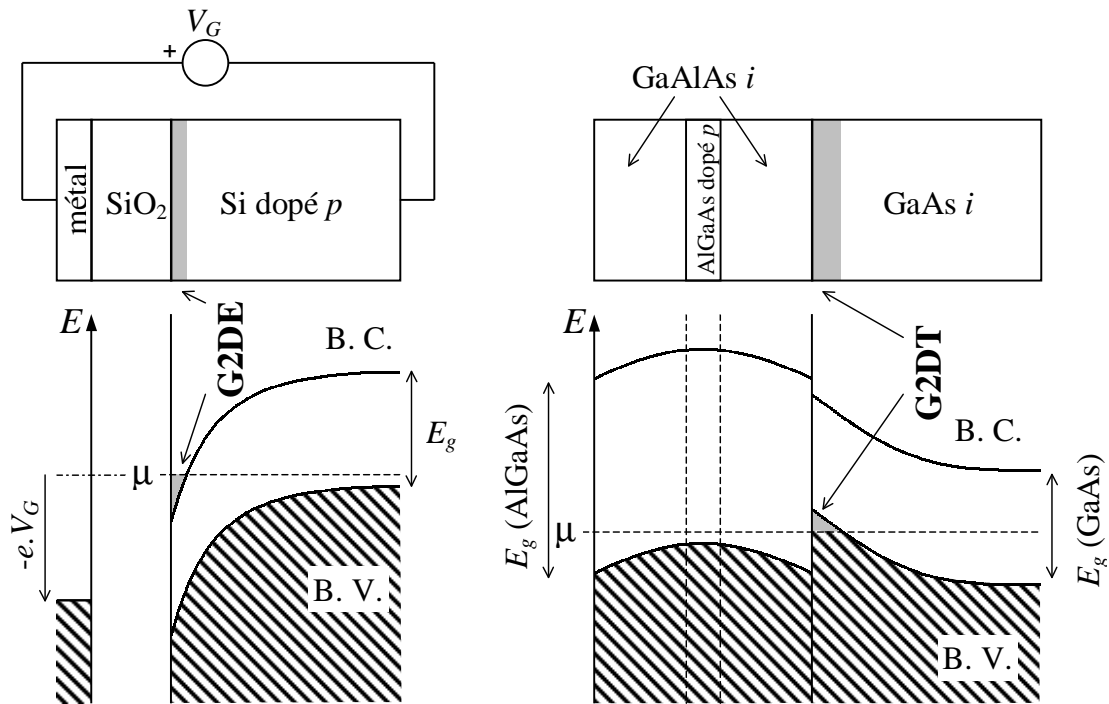 V_G
+
métal
SiO₂
Si dopé p
E
G2DE
B. C.
E_g
μ
-e.V_G
B. V.
GaAlAs i
AlGaAs dopé p
GaAs i
E
G2DT
B. C.
E_g (AlGaAs)
μ
E_g (GaAs)
B. V.